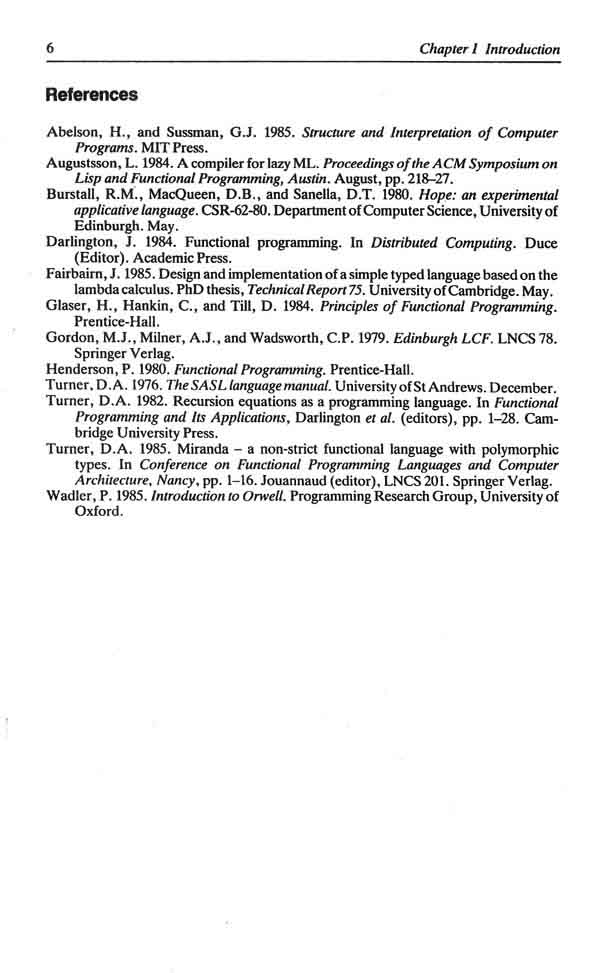 6 Chapter 1 Introduction
References
Abelson, H., and Sussman, G.J. 1985. Structure and Interpretation of Computer
Programs. MIT Press.
Augustsson, L. 1984. A compiler for lazy ML. Proceedings of the ACM Symposium on
Lisp and Functional Programming, Austin. August, pp. 218–27.
Burstall, R.M., MacQueen, D.B., and Sanella, D.T. 1980. Hope: an experimental
applicative language. CSR-62-80. Department of Computer Science, University of
Edinburgh. May.
Darlington, J. 1984. Functional programming. In Distributed Computing. Duce
(Editor). Academic Press.
Fairbairn, J. 1985. Design and implementation of a simple typed language based on the
lambda calculus. PhD thesis, Technical Report 75. University of Cambridge. May.
Glaser, H., Hankin, C., and Till, D. 1984. Principles of Functional Programming.
Prentice-Hall.
Gordon, M.J., Milner, A.J., and Wadsworth, C.P. 1979. Edinburgh LCF. LNCS 78.
Springer Verlag.
Henderson, P. 1980. Functional Programming. Prentice-Hall.
Turner, D.A. 1976. The SASL language manual. University of St Andrews. December.
Turner, D.A. 1982. Recursion equations as a programming language. In Functional
Programming and Its Applications, Darlington et al. (editors), pp. 1–28. Cam-
bridge University Press.
Turner, D.A. 1985. Miranda – a non-strict functional language with polymorphic
types. In Conference on Functional Programming Languages and Computer
Architecture, Nancy, pp. 1–16. Jouannaud (editor), LNCS 201. Springer Verlag.
Wadler, P. 1985. Introduction to Orwell. Programming Research Group, University of
Oxford.